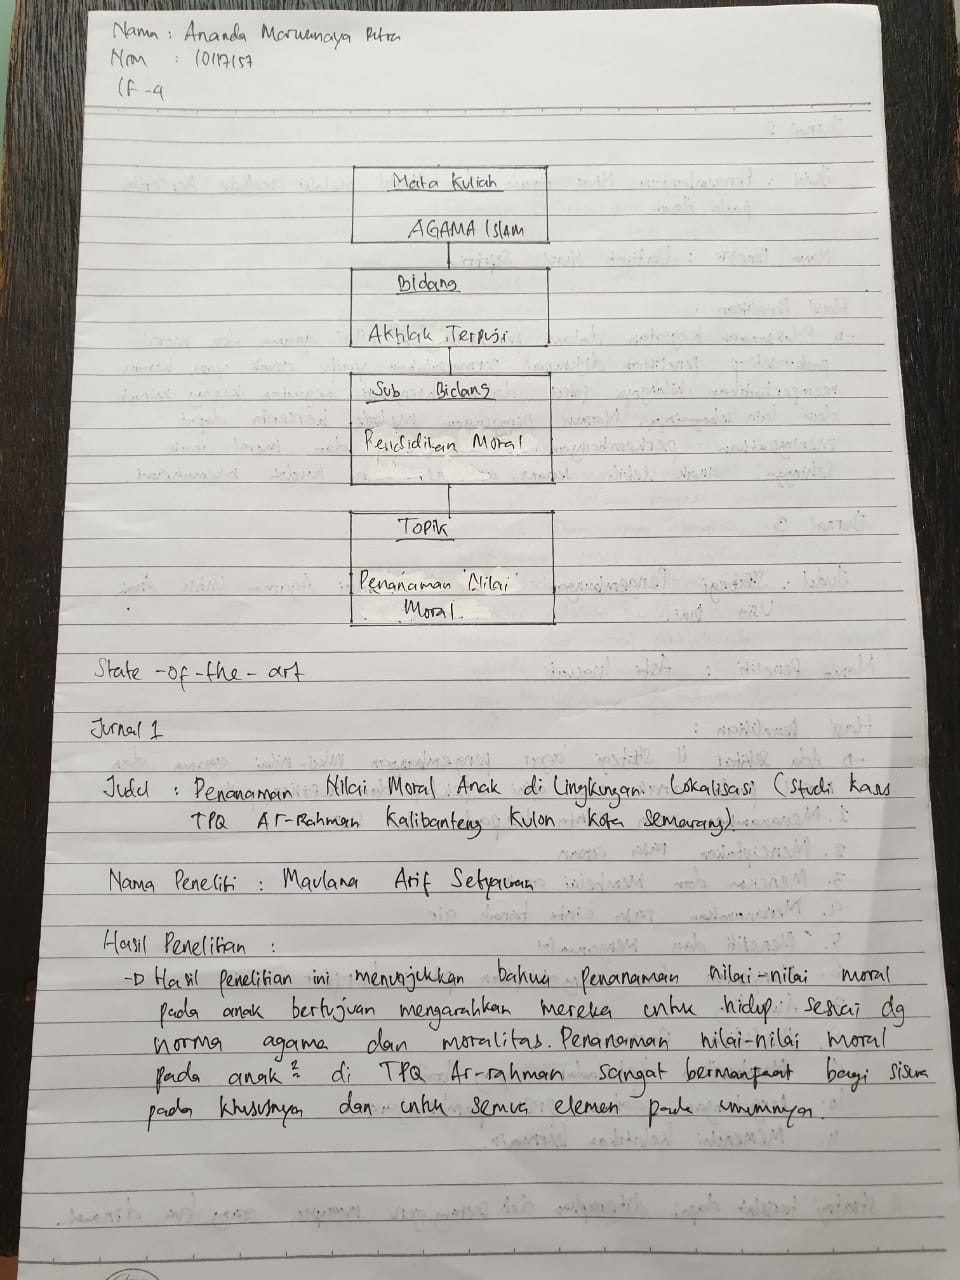 Nama : Ananda Maruanaya Putra
Nim : 10117157
IF-4
Mata Kuliah
AGAMA ISLAM
Bidang
Akhlak Terpuji
Sub Bidang
Pendidikan Moral
TOPIK
Penanaman Nilai
Moral
State-of-the-art
Jurnal 1
Judul : Penanaman Nilai Moral Anak di Lingkungan Lokalisasi (Studi Kasus
TPQ Ar-Rahman Kalibanteng Kulon Kota Semarang)
Nama Peneliti : Maulana Arif Setyawan
Hasil Penelitian :
→ Hasil penelitian ini menunjukkan bahwa penanaman nilai-nilai moral
pada anak bertujuan mengarahkan mereka untuk hidup sesuai dg
norma agama dan moralitas. Penanaman nilai-nilai moral
pada anak² di TPQ Ar-rahman sangat bermanfaat bagi siswa
pada khususnya dan untuk semua elemen pada umumnya.